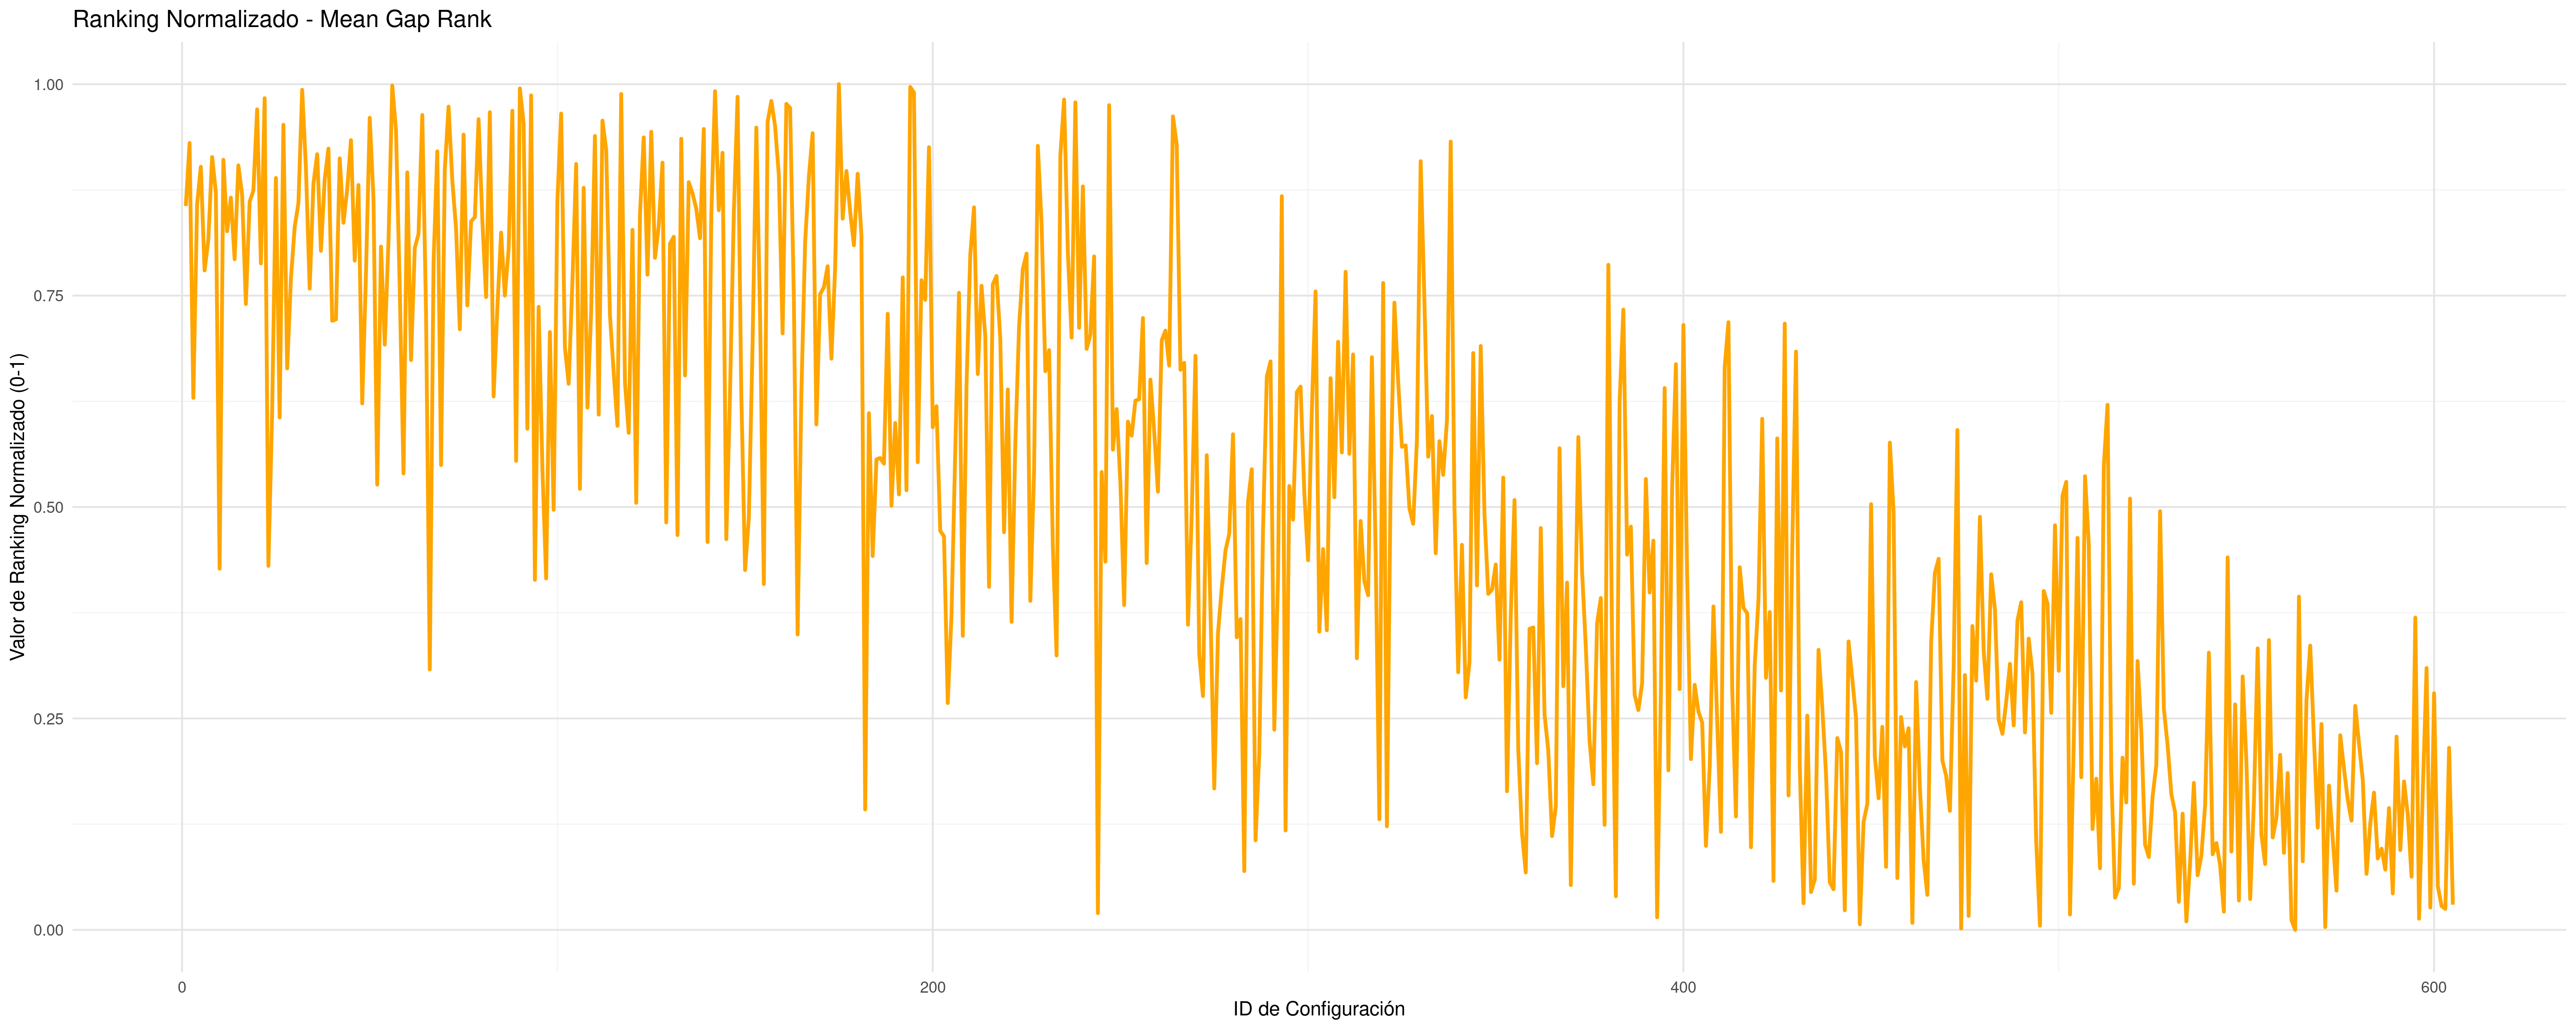 Ranking Normalizado - Mean Gap Rank
Valor de Ranking Normalizado (0-1)
1.00
0.75
0.50
0.25
0.00
0 200 400 600
ID de Configuración